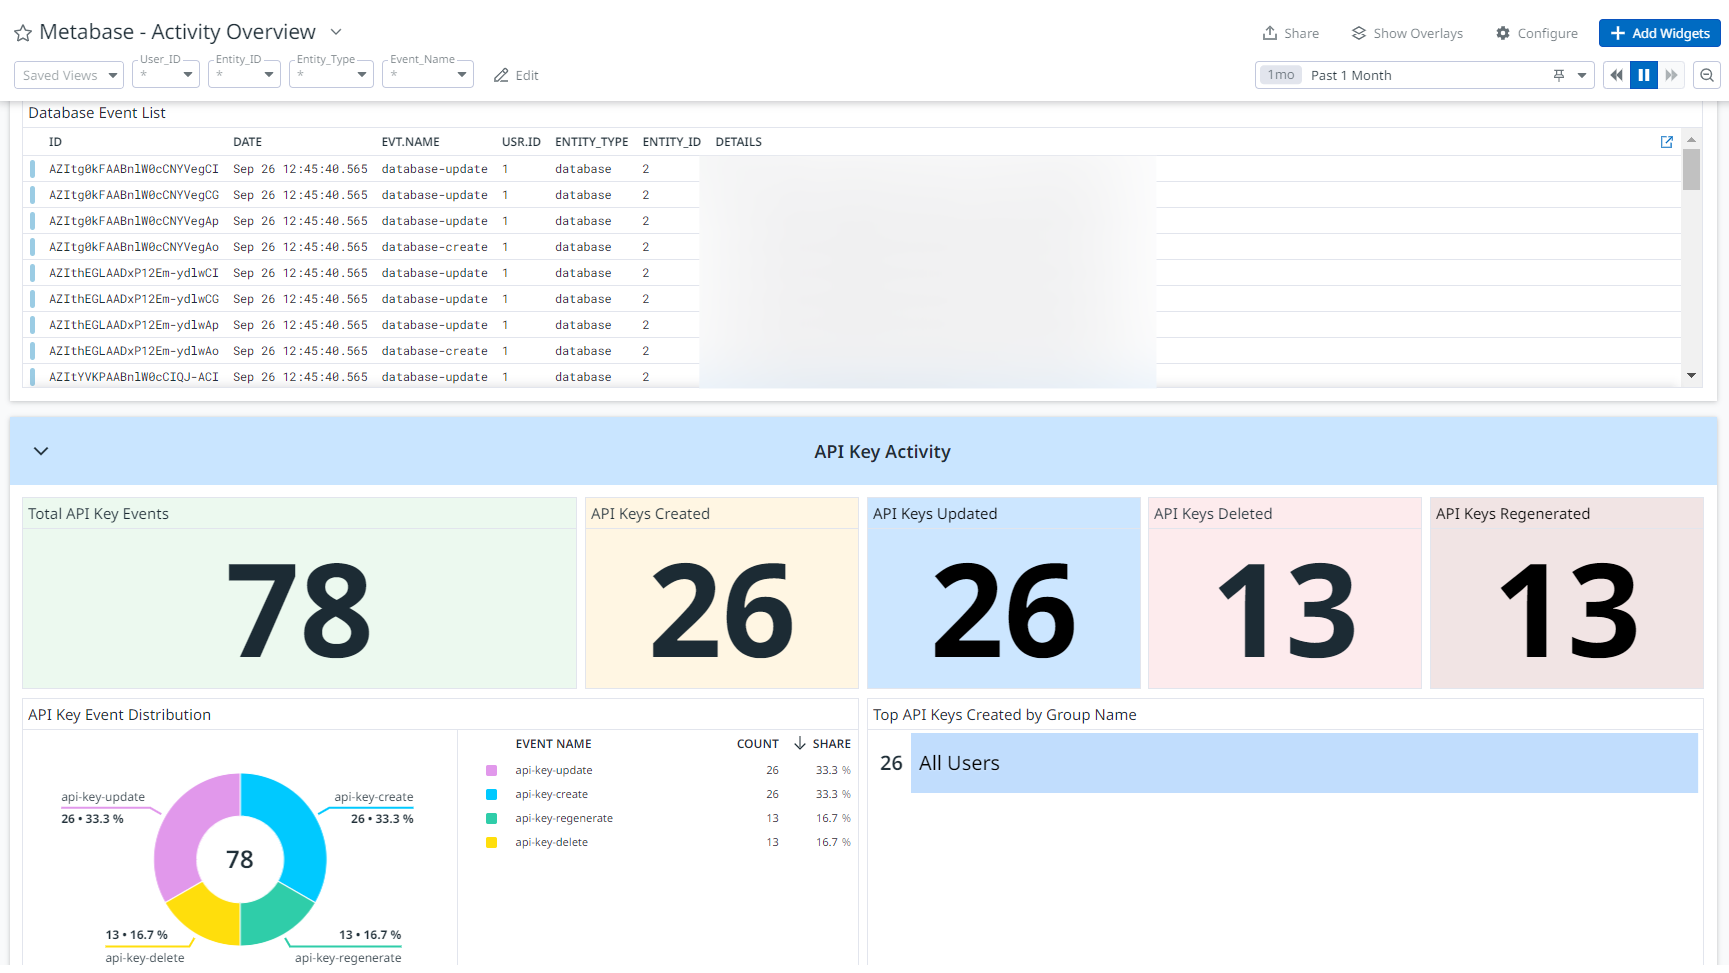 Metabase - Activity Overview
Share
Show Overlays
Configure
Add Widgets
Saved Views
User_ID
*
Entity_ID
*
Entity_Type
*
Event_Name
*
Edit
1mo Past 1 Month
Database Event List
ID DATE EVT.NAME USR.ID ENTITY_TYPE ENTITY_ID DETAILS
AZItg0kFAABnlW0cCNYVegCI Sep 26 12:45:40.565 database-update 1 database 2
AZItg0kFAABnlW0cCNYVegCG Sep 26 12:45:40.565 database-update 1 database 2
AZItg0kFAABnlW0cCNYVegAp Sep 26 12:45:40.565 database-update 1 database 2
AZItg0kFAABnlW0cCNYVegAo Sep 26 12:45:40.565 database-create 1 database 2
AZIthEGLAADxP12Em-ydlwCI Sep 26 12:45:40.565 database-update 1 database 2
AZIthEGLAADxP12Em-ydlwCG Sep 26 12:45:40.565 database-update 1 database 2
AZIthEGLAADxP12Em-ydlwAp Sep 26 12:45:40.565 database-update 1 database 2
AZIthEGLAADxP12Em-ydlwAo Sep 26 12:45:40.565 database-create 1 database 2
AZItYVKPAABnlW0cCIQJ-ACI Sep 26 12:45:40.565 database-update 1 database 2
API Key Activity
Total API Key Events
78
API Keys Created
26
API Keys Updated
26
API Keys Deleted
13
API Keys Regenerated
13
API Key Event Distribution
api-key-update
26 • 33.3 %
api-key-create
26 • 33.3 %
78
13 • 16.7 %
api-key-delete
13 • 16.7 %
api-key-regenerate
EVENT NAME COUNT SHARE
api-key-update 26 33.3 %
api-key-create 26 33.3 %
api-key-regenerate 13 16.7 %
api-key-delete 13 16.7 %
Top API Keys Created by Group Name
26 All Users